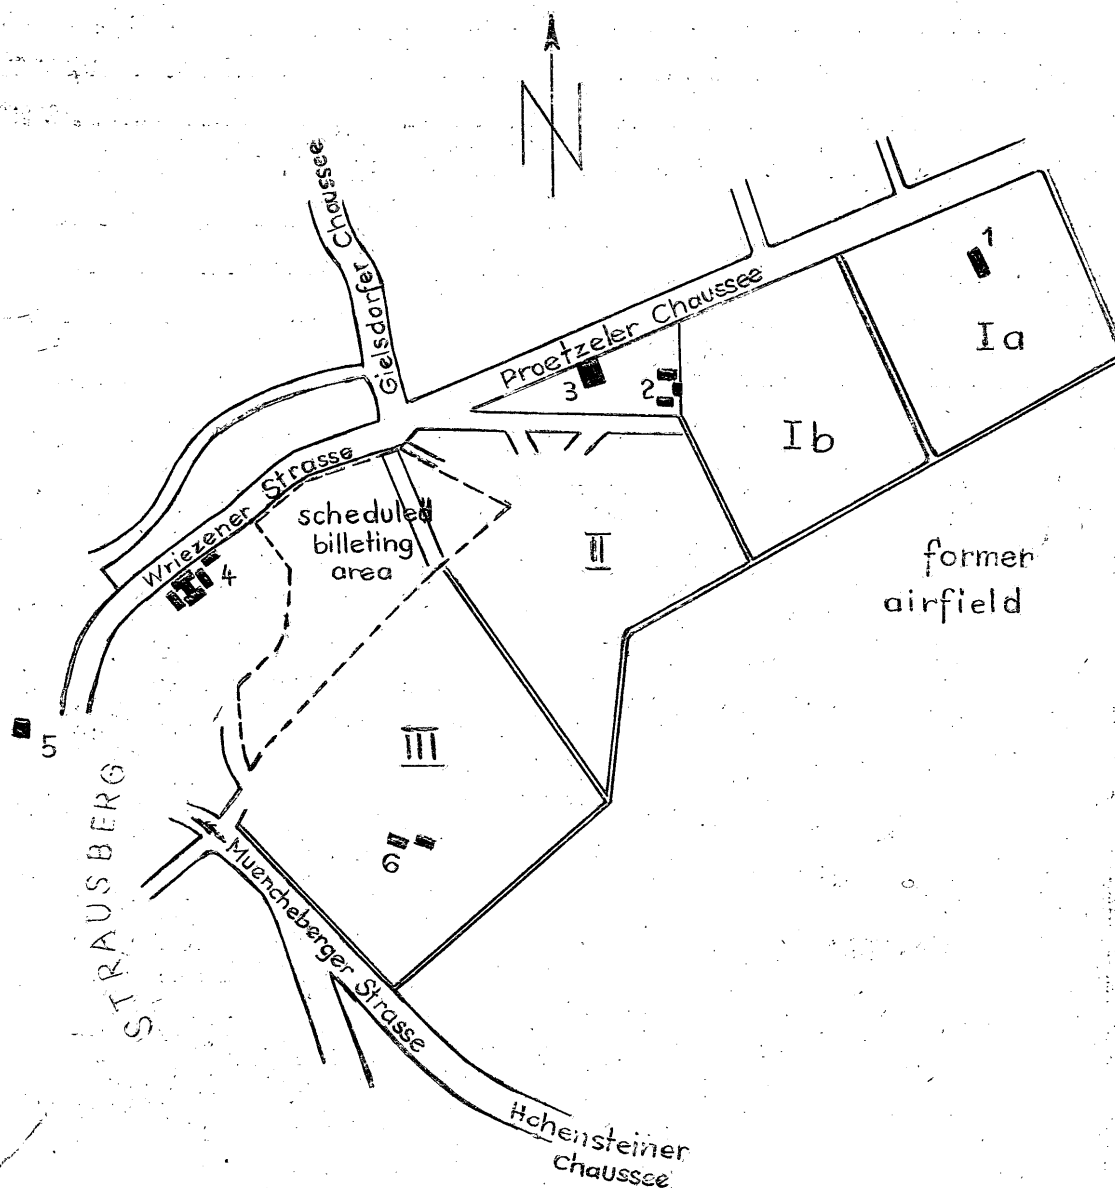 N
Gielsdorfer Chaussee
Proetzeler Chaussee
1
Ia
3
2
Ib
Wriezener Strasse
scheduled
billeting
area
II
4
former
airfield
5
III
STRAUSBERG
6
Muencheberger Strasse
Hohensteiner
Chaussee